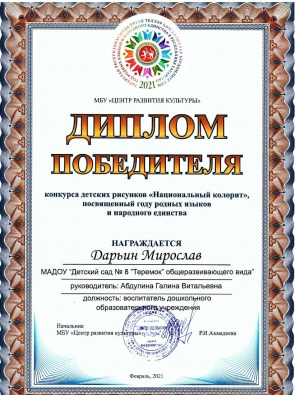 2021
МБУ «ЦЕНТР РАЗВИТИЯ КУЛЬТУРЫ»
ДИПЛОМ
ПОБЕДИТЕЛЯ
конкурса детских рисунков «Национальный колорит»,
посвященный году родных языков
и народного единства
НАГРАЖДАЕТСЯ
Дарьин Мирослав
МАДОУ "Детский сад № 8 "Теремок" общеразвивающего вида"
руководитель: Абдулина Галина Витальевна
должность: воспитатель дошкольного
образовательного учреждения
Начальник
МБУ «Центр развития культуры»
Р.И.Ахмадеева
Февраль, 2021